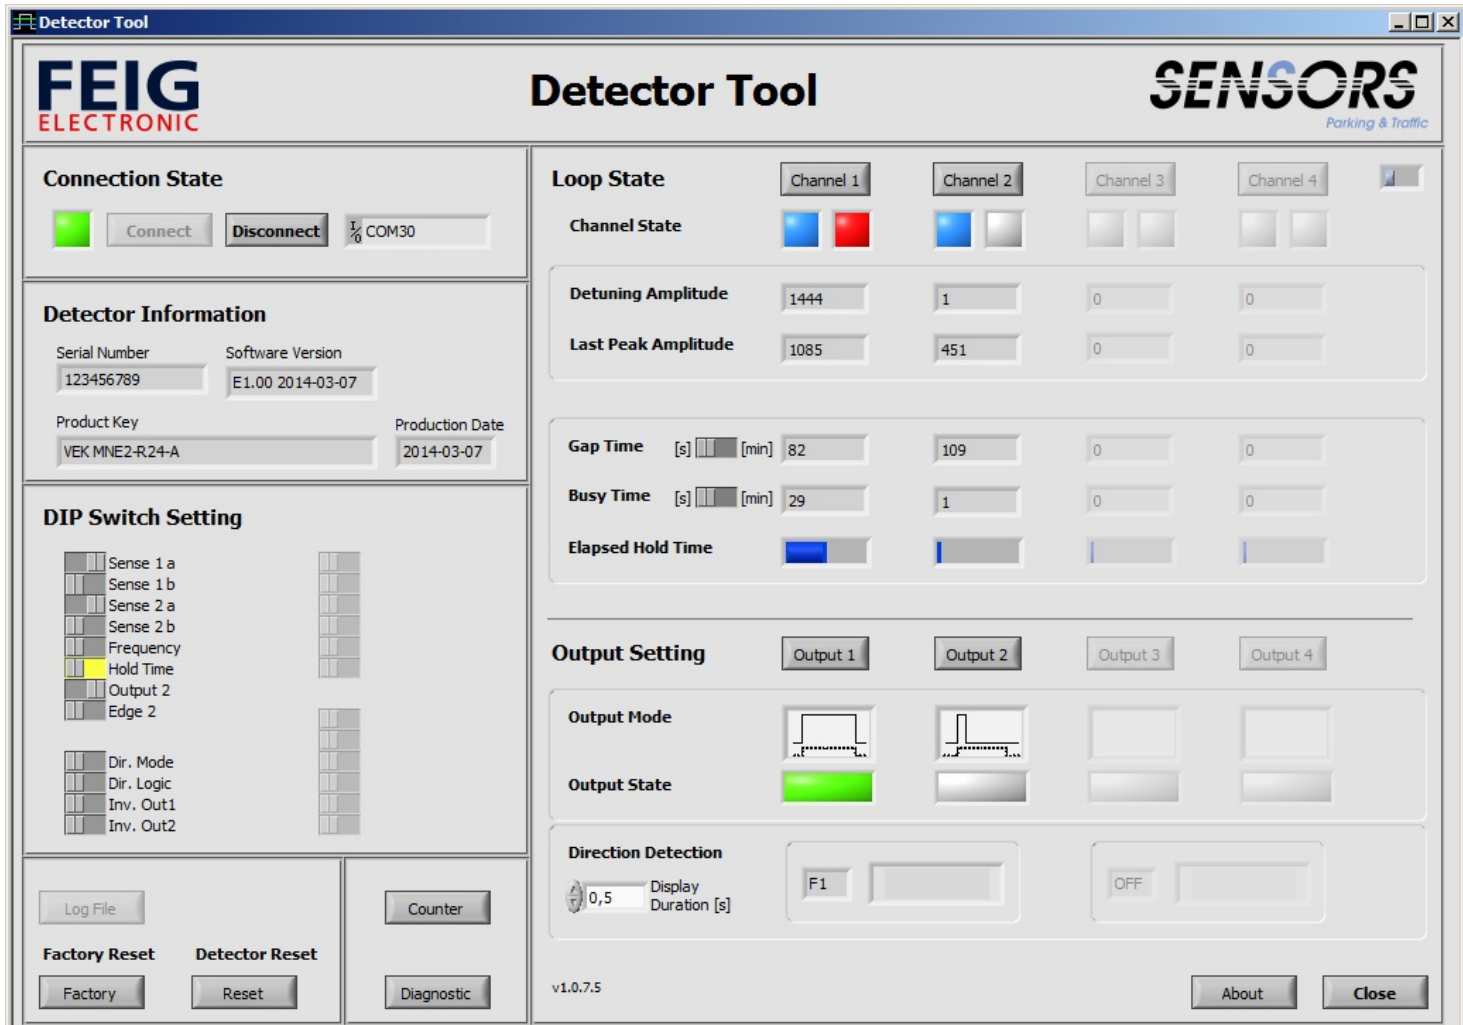 Detector Tool
FEIG
ELECTRONIC
Detector Tool
SENSORS
Parking & Traffic
Connection State
Connect
Disconnect
I/O COM30
Detector Information
Serial Number
Software Version
123456789
E1.00 2014-03-07
Product Key
Production Date
VEK MNE2-R24-A
2014-03-07
DIP Switch Setting
Sense 1 a
Sense 1 b
Sense 2 a
Sense 2 b
Frequency
Hold Time
Output 2
Edge 2
Dir. Mode
Dir. Logic
Inv. Out1
Inv. Out2
Log File
Counter
Factory Reset
Detector Reset
Factory
Reset
Diagnostic
Loop State
Channel 1
Channel 2
Channel 3
Channel 4
Channel State
Detuning Amplitude
1444
1
0
0
Last Peak Amplitude
1085
451
0
0
Gap Time [s] [min]
82
109
0
0
Busy Time [s] [min]
29
1
0
0
Elapsed Hold Time
Output Setting
Output 1
Output 2
Output 3
Output 4
Output Mode
Output State
Direction Detection
0,5
Display
Duration [s]
F1
OFF
v1.0.7.5
About
Close